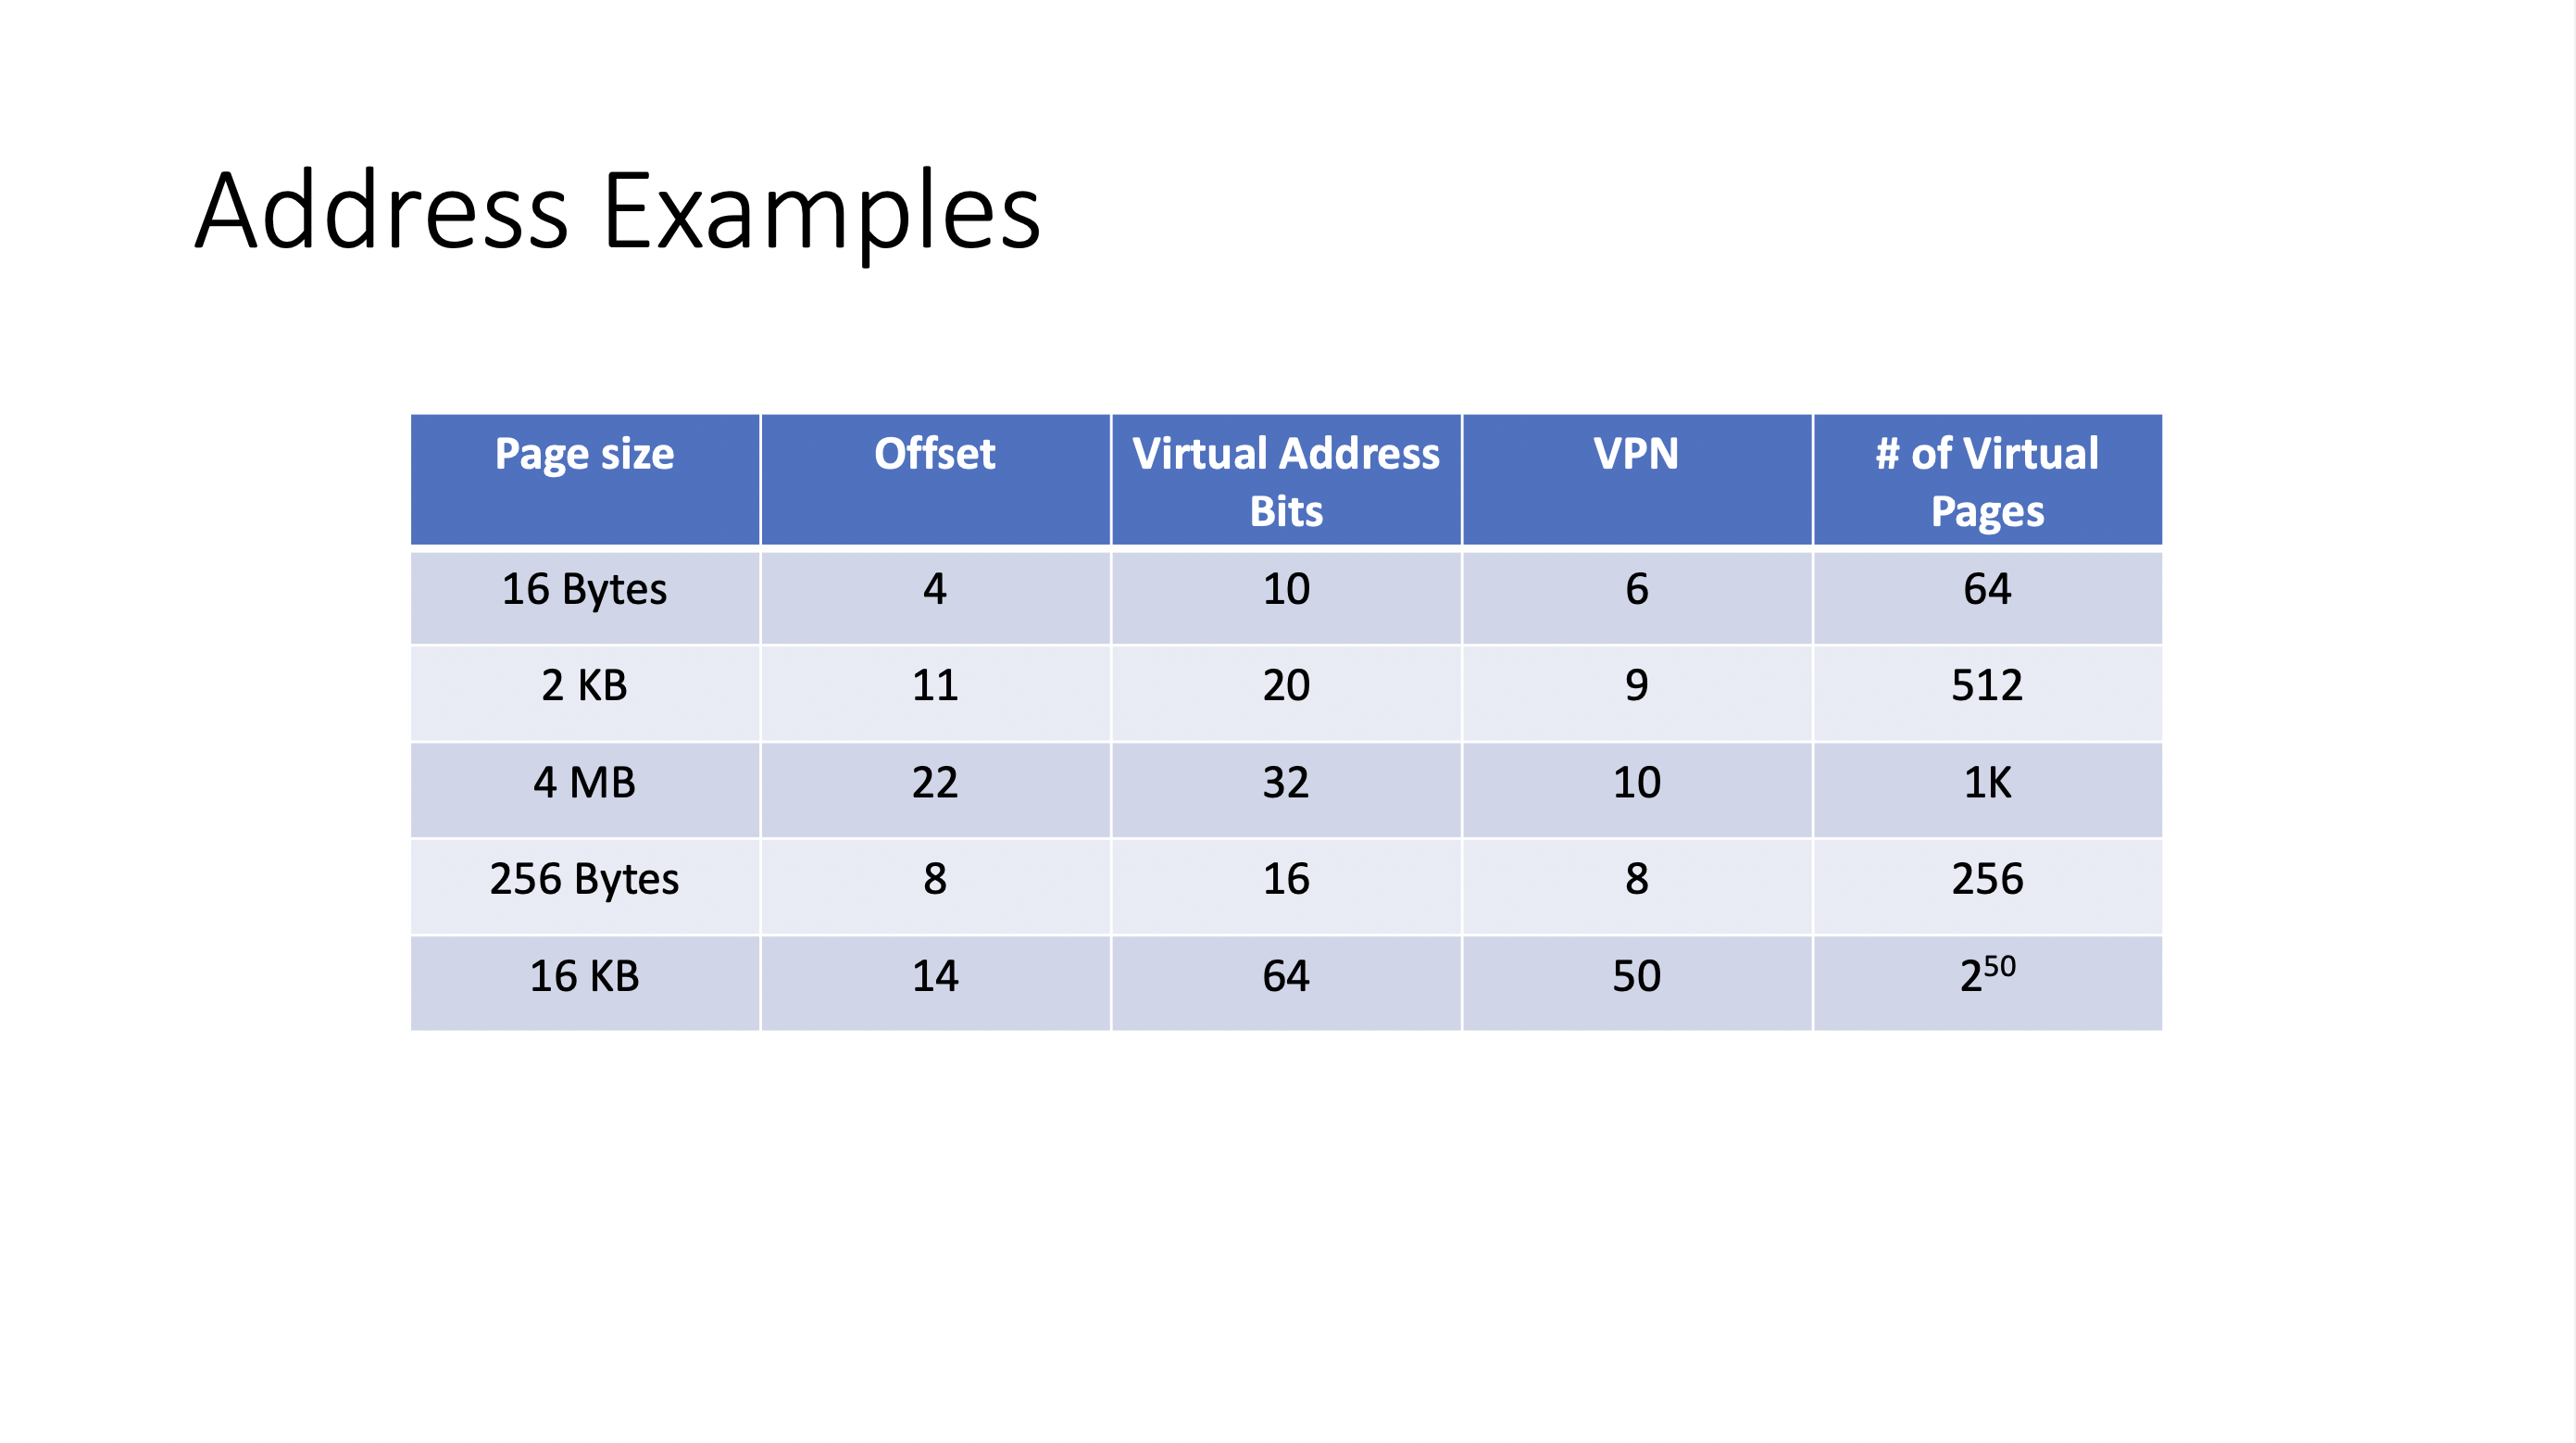 Address Examples
Page size Offset Virtual Address Bits VPN # of Virtual Pages
16 Bytes 4 10 6 64
2 KB 11 20 9 512
4 MB 22 32 10 1K
256 Bytes 8 16 8 256
16 KB 14 64 50 2⁵⁰